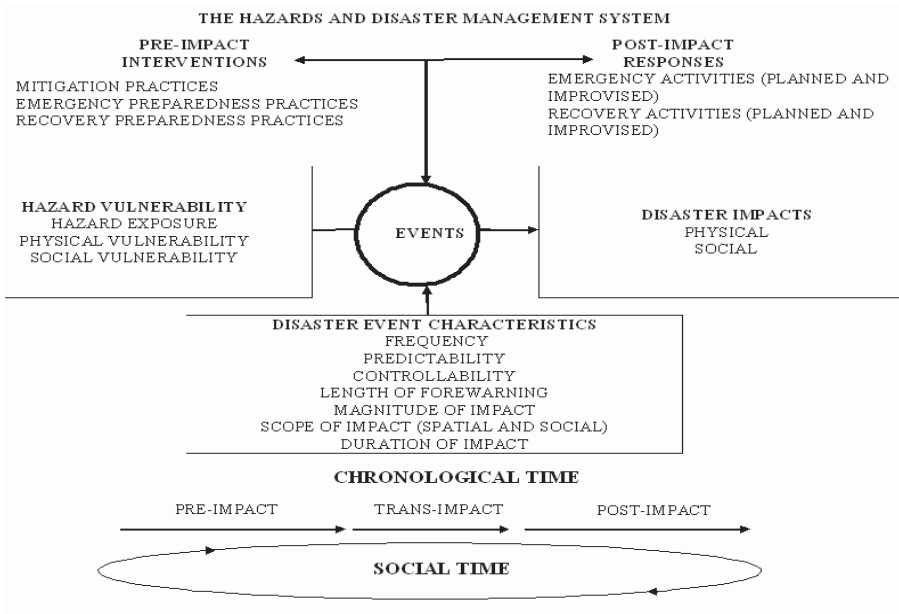 THE HAZARDS AND DISASTER MANAGEMENT SYSTEM
PRE-IMPACT
INTERVENTIONS
MITIGATION PRACTICES
EMERGENCY PREPAREDNESS PRACTICES
RECOVERY PREPAREDNESS PRACTICES
POST-IMPACT
RESPONSES
EMERGENCY ACTIVITIES (PLANNED AND
IMPROVISED)
RECOVERY ACTIVITIES (PLANNED AND
IMPROVISED)
HAZARD VULNERABILITY
HAZARD EXPOSURE
PHYSICAL VULNERABILITY
SOCIAL VULNERABILITY
EVENTS
DISASTER IMPACTS
PHYSICAL
SOCIAL
DISASTER EVENT CHARACTERISTICS
FREQUENCY
PREDICTABILITY
CONTROLLABILITY
LENGTH OF FOREWARNING
MAGNITUDE OF IMPACT
SCOPE OF IMPACT (SPATIAL AND SOCIAL)
DURATION OF IMPACT
CHRONOLOGICAL TIME
PRE-IMPACT
TRANS-IMPACT
POST-IMPACT
SOCIAL TIME